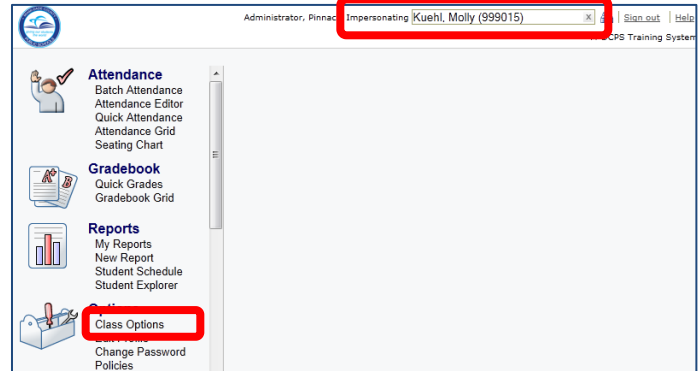 Administrator, Pinnac Impersonating Kuehl, Molly (999015) x Sign out | Help
CPS Training System
Attendance
Batch Attendance
Attendance Editor
Quick Attendance
Attendance Grid
Seating Chart
Gradebook
Quick Grades
Gradebook Grid
Reports
My Reports
New Report
Student Schedule
Student Explorer
Class Options
Change Password
Policies